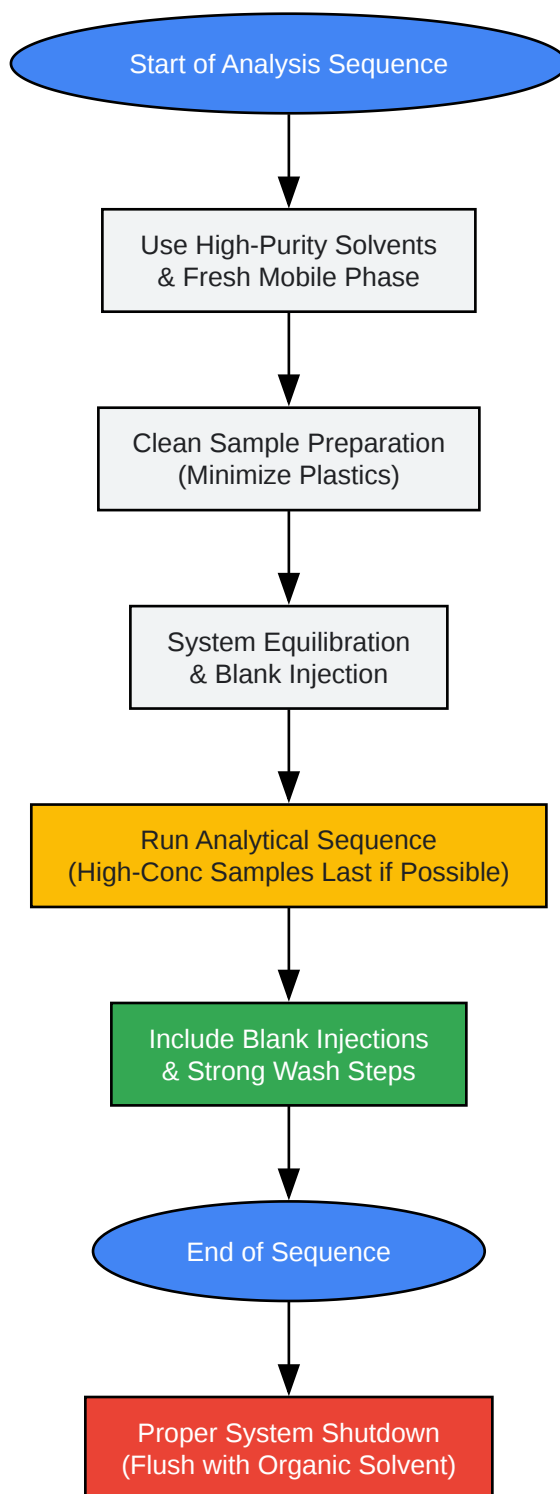 Start of Analysis Sequence
Use High-Purity Solvents
& Fresh Mobile Phase
Clean Sample Preparation
(Minimize Plastics)
System Equilibration
& Blank Injection
Run Analytical Sequence
(High-Conc Samples Last if Possible)
Include Blank Injections
& Strong Wash Steps
End of Sequence
Proper System Shutdown
(Flush with Organic Solvent)